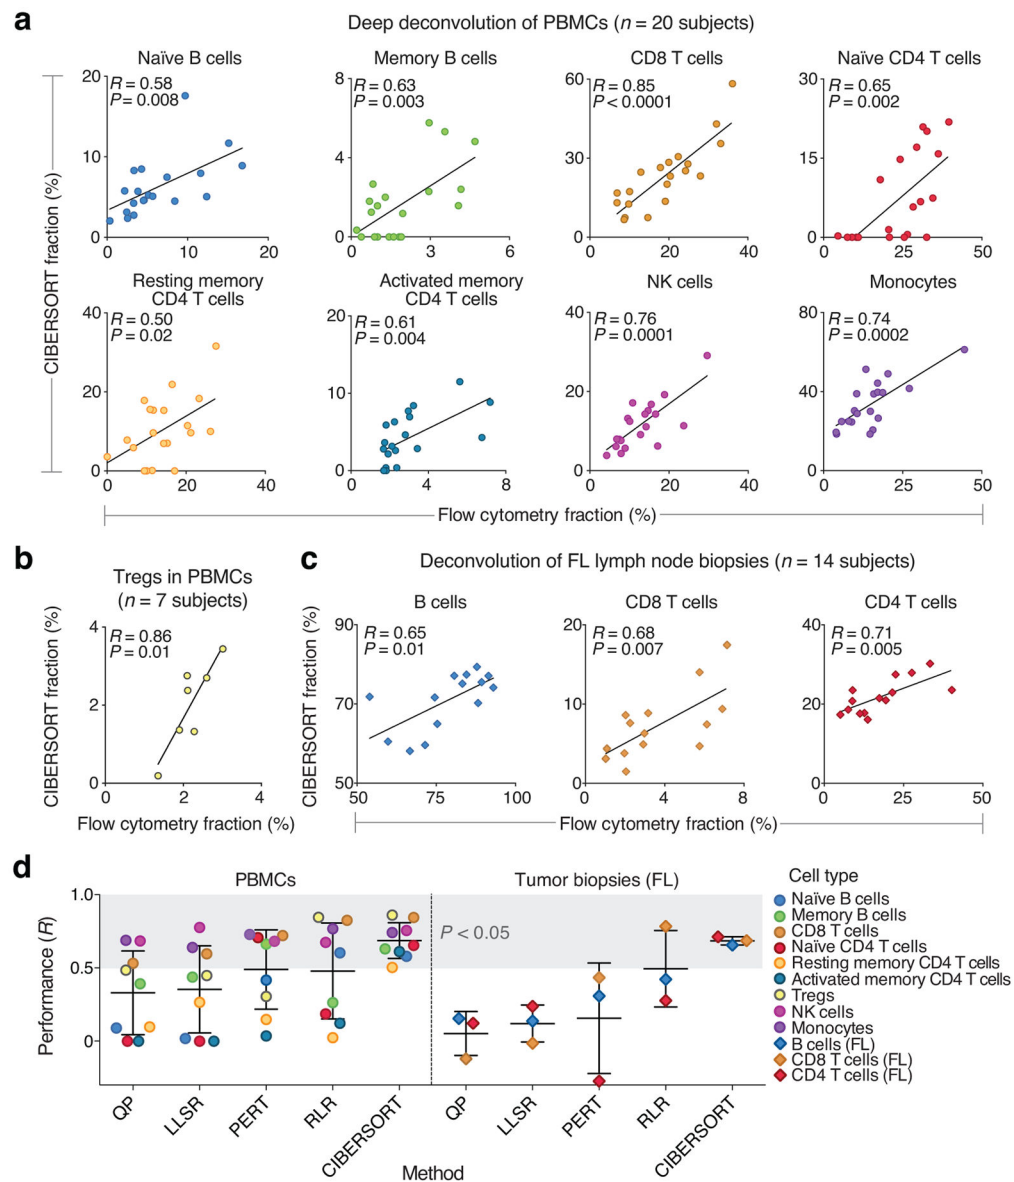 a
Deep deconvolution of PBMCs (n = 20 subjects)
Naïve B cells
Memory B cells
CD8 T cells
Naïve CD4 T cells
R = 0.58
P = 0.008
R = 0.63
P = 0.003
R = 0.85
P < 0.0001
R = 0.65
P = 0.002
20
10
0
0
10
20
8
4
0
0
3
6
60
30
0
0
20
40
30
15
0
0
25
50
CIBERSORT fraction (%)
Resting memory
CD4 T cells
Activated memory
CD4 T cells
NK cells
Monocytes
R = 0.50
P = 0.02
R = 0.61
P = 0.004
R = 0.76
P = 0.0001
R = 0.74
P = 0.0002
40
20
0
0
20
40
20
10
0
0
4
8
40
20
0
0
20
40
80
40
0
0
25
50
Flow cytometry fraction (%)
b
Tregs in PBMCs
(n = 7 subjects)
CIBERSORT fraction (%)
R = 0.86
P = 0.01
4
2
0
0
2
4
Flow cytometry fraction (%)
c
Deconvolution of FL lymph node biopsies (n = 14 subjects)
B cells
CD8 T cells
CD4 T cells
CIBERSORT fraction (%)
R = 0.65
P = 0.01
R = 0.68
P = 0.007
R = 0.71
P = 0.005
90
70
50
50
75
100
20
10
0
0
4
8
40
20
0
0
25
50
Flow cytometry fraction (%)
d
PBMCs
Tumor biopsies (FL)
Performance (R)
1.0
0.5
0
P < 0.05
QP
LLSR
PERT
RLR
CIBERSORT
QP
LLSR
PERT
RLR
CIBERSORT
Method
Cell type
Naïve B cells
Memory B cells
CD8 T cells
Naïve CD4 T cells
Resting memory CD4 T cells
Activated memory CD4 T cells
Tregs
NK cells
Monocytes
B cells (FL)
CD8 T cells (FL)
CD4 T cells (FL)